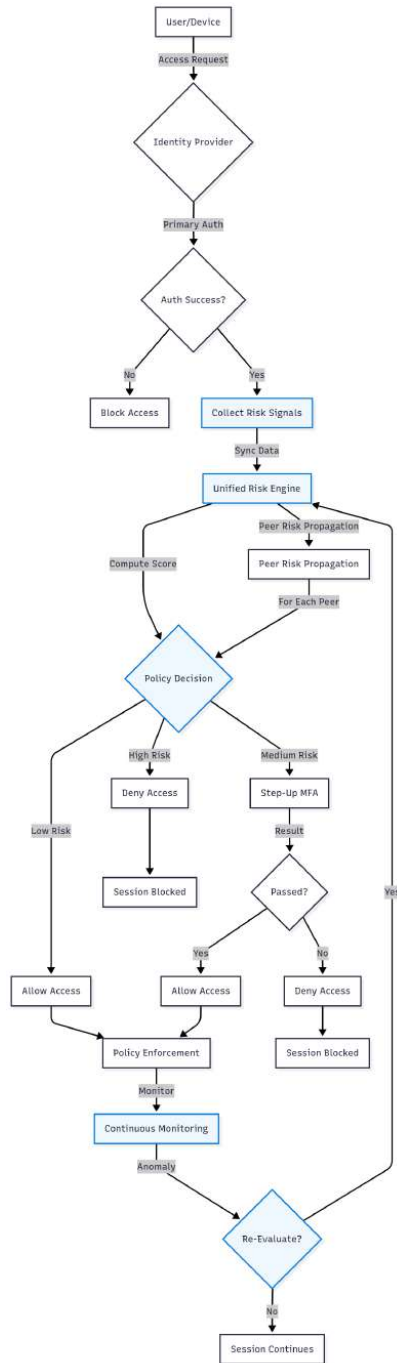 User/Device
Access Request
Identity Provider
Primary Auth
Auth Success?
No
Yes
Block Access
Collect Risk Signals
Sync Data
Unified Risk Engine
Peer Risk Propagation
Compute Score
Peer Risk Propagation
For Each Peer
Policy Decision
High Risk
Medium Risk
Deny Access
Step-Up MFA
Low Risk
Result
Session Blocked
Passed?
Yes
Yes
No
Allow Access
Allow Access
Deny Access
Policy Enforcement
Session Blocked
Monitor
Continuous Monitoring
Anomaly
Re-Evaluate?
No
Session Continues